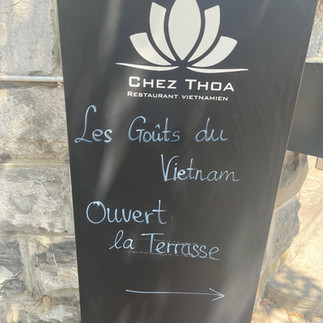 CHEZ THOA
RESTAURANT VIETNAMIEN
Les Goûts du
Vietnam
Ouvert
la Terrasse